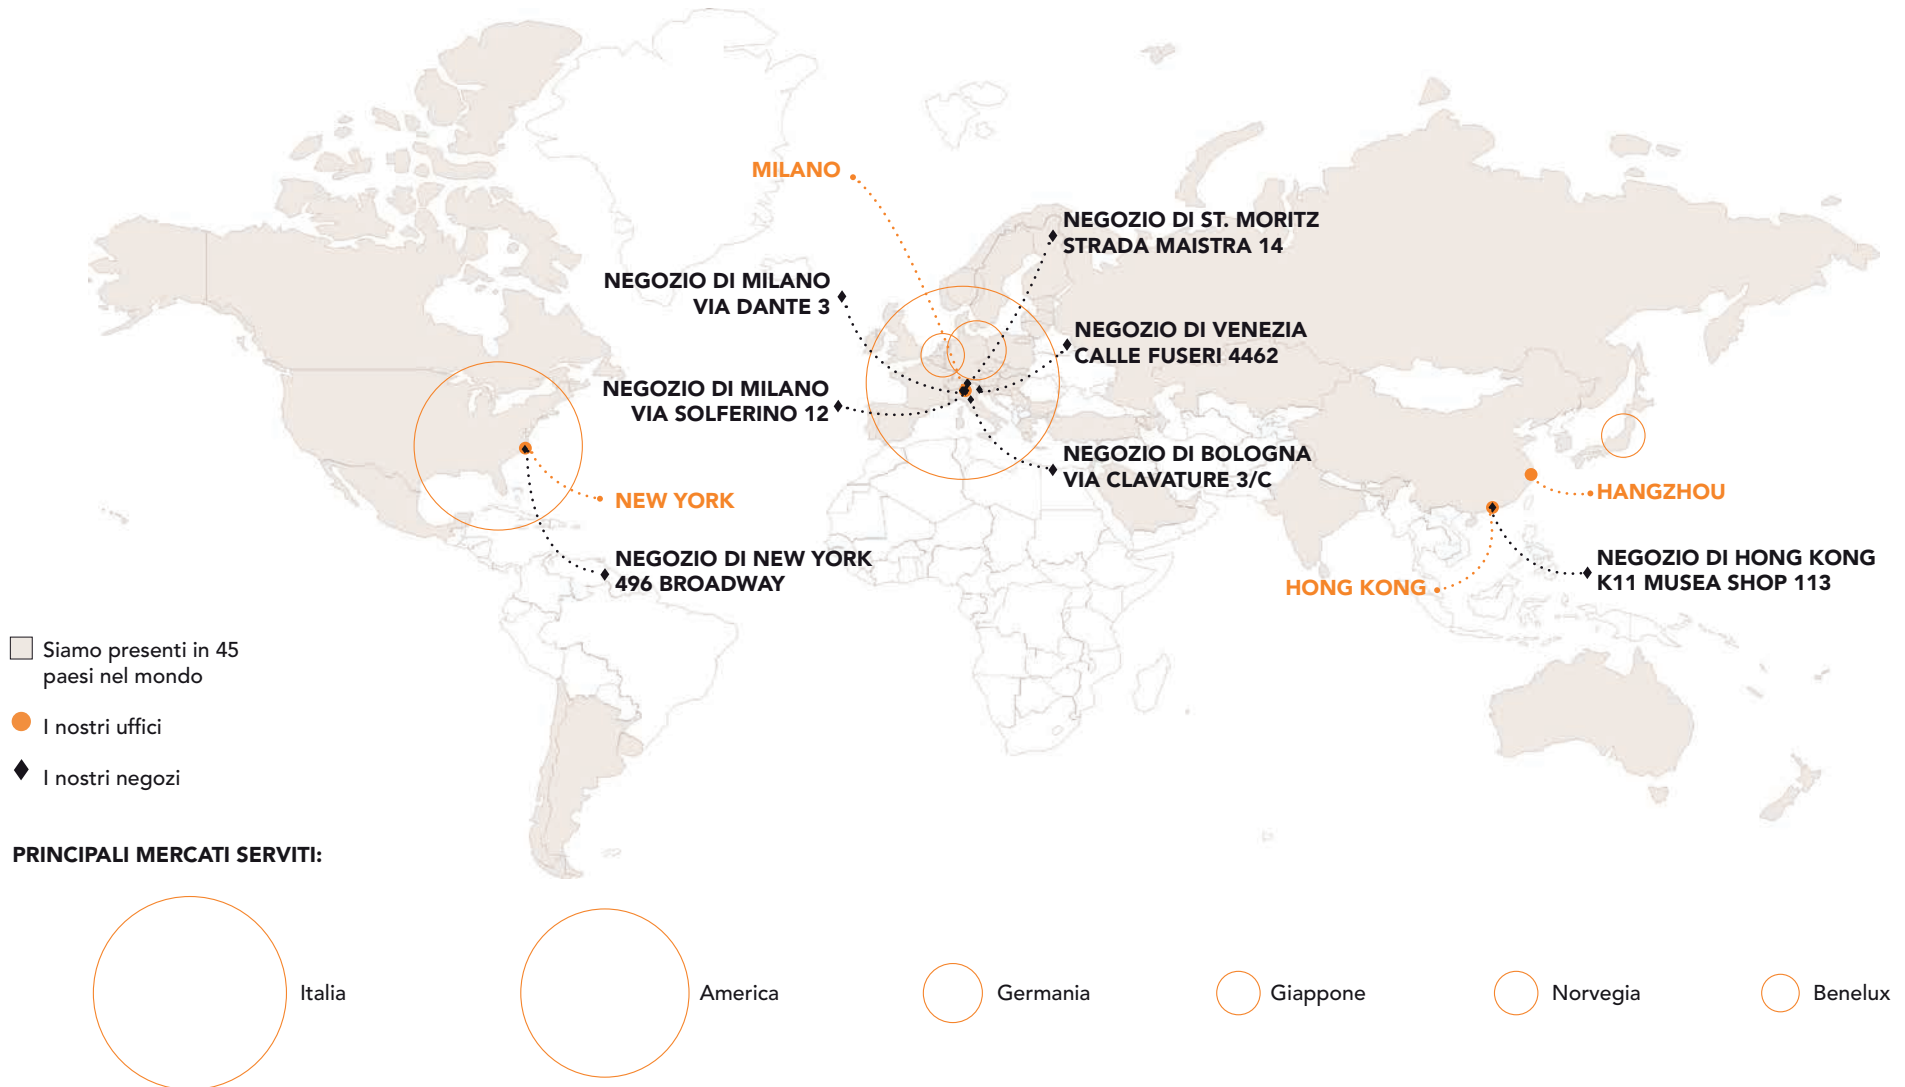 MILANO
NEGOZIO DI ST. MORITZ
STRADA MAISTRA 14
NEGOZIO DI MILANO
VIA DANTE 3
NEGOZIO DI VENEZIA
CALLE FUSERI 4462
NEGOZIO DI MILANO
VIA SOLFERINO 12
NEGOZIO DI BOLOGNA
VIA CLAVATURE 3/C
NEW YORK
HANGZHOU
NEGOZIO DI NEW YORK
496 BROADWAY
HONG KONG
NEGOZIO DI HONG KONG
K11 MUSEA SHOP 113
Siamo presenti in 45
paesi nel mondo
I nostri uffici
I nostri negozi
PRINCIPALI MERCATI SERVITI:
Italia
America
Germania
Giappone
Norvegia
Benelux